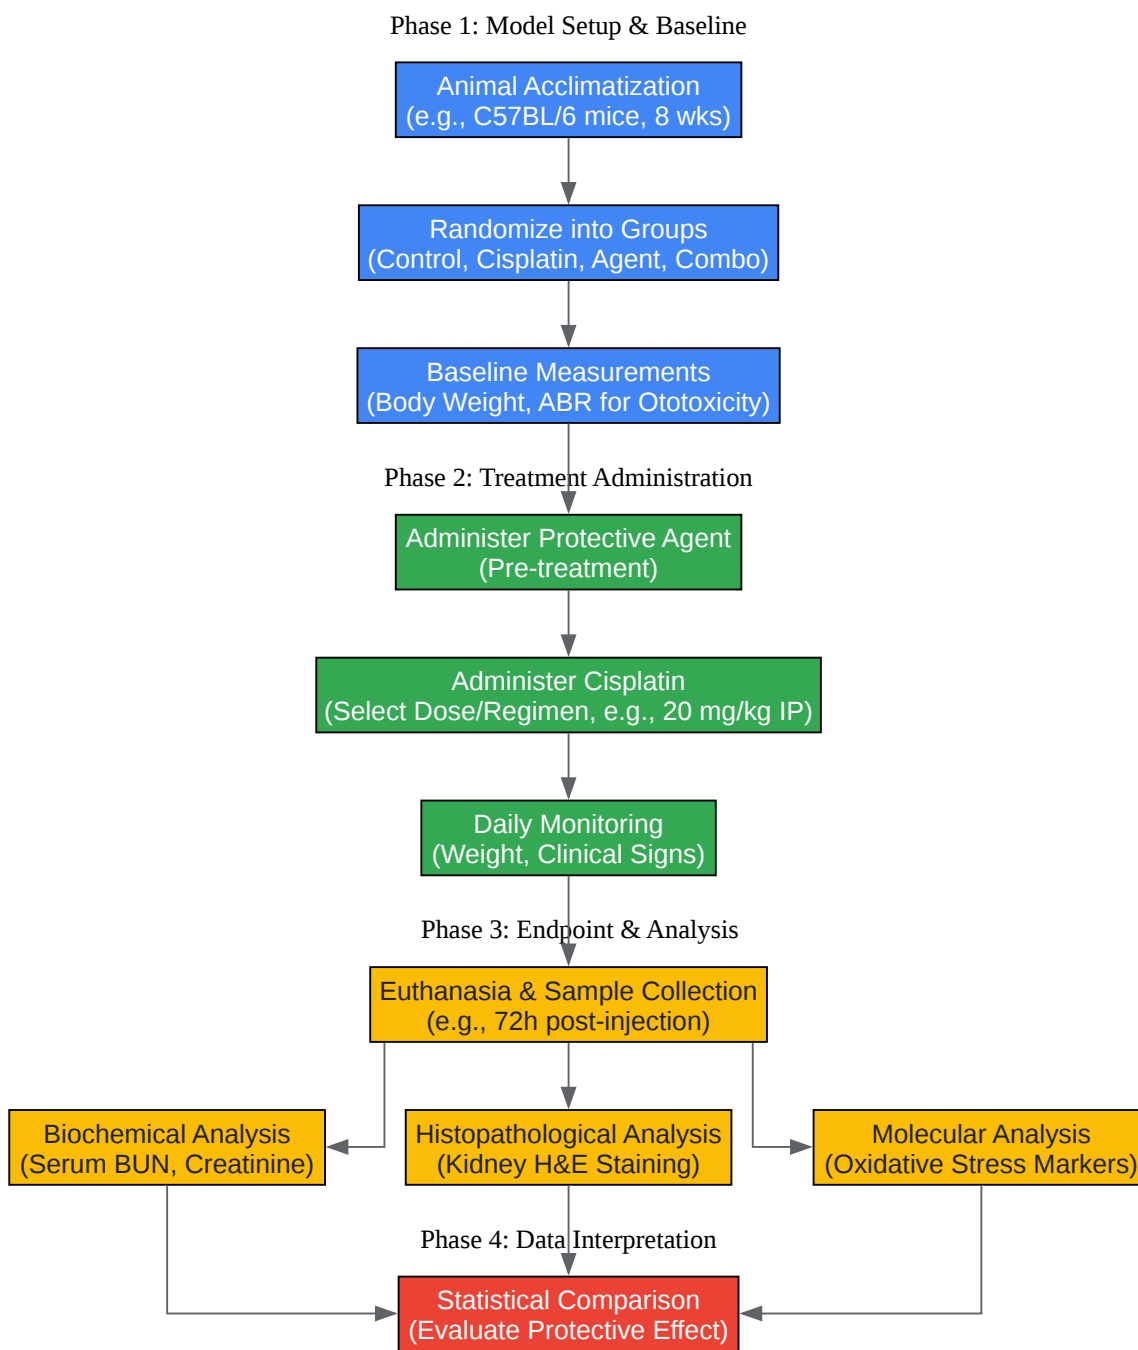 Phase 1: Model Setup & Baseline
Animal Acclimatization
(e.g., C57BL/6 mice, 8 wks)
Randomize into Groups
(Control, Cisplatin, Agent, Combo)
Baseline Measurements
(Body Weight, ABR for Ototoxicity)
Phase 2: Treatment Administration
Administer Protective Agent
(Pre-treatment)
Administer Cisplatin
(Select Dose/Regimen, e.g., 20 mg/kg IP)
Daily Monitoring
(Weight, Clinical Signs)
Phase 3: Endpoint & Analysis
Euthanasia & Sample Collection
(e.g., 72h post-injection)
Biochemical Analysis
(Serum BUN, Creatinine)
Histopathological Analysis
(Kidney H&E Staining)
Molecular Analysis
(Oxidative Stress Markers)
Phase 4: Data Interpretation
Statistical Comparison
(Evaluate Protective Effect)